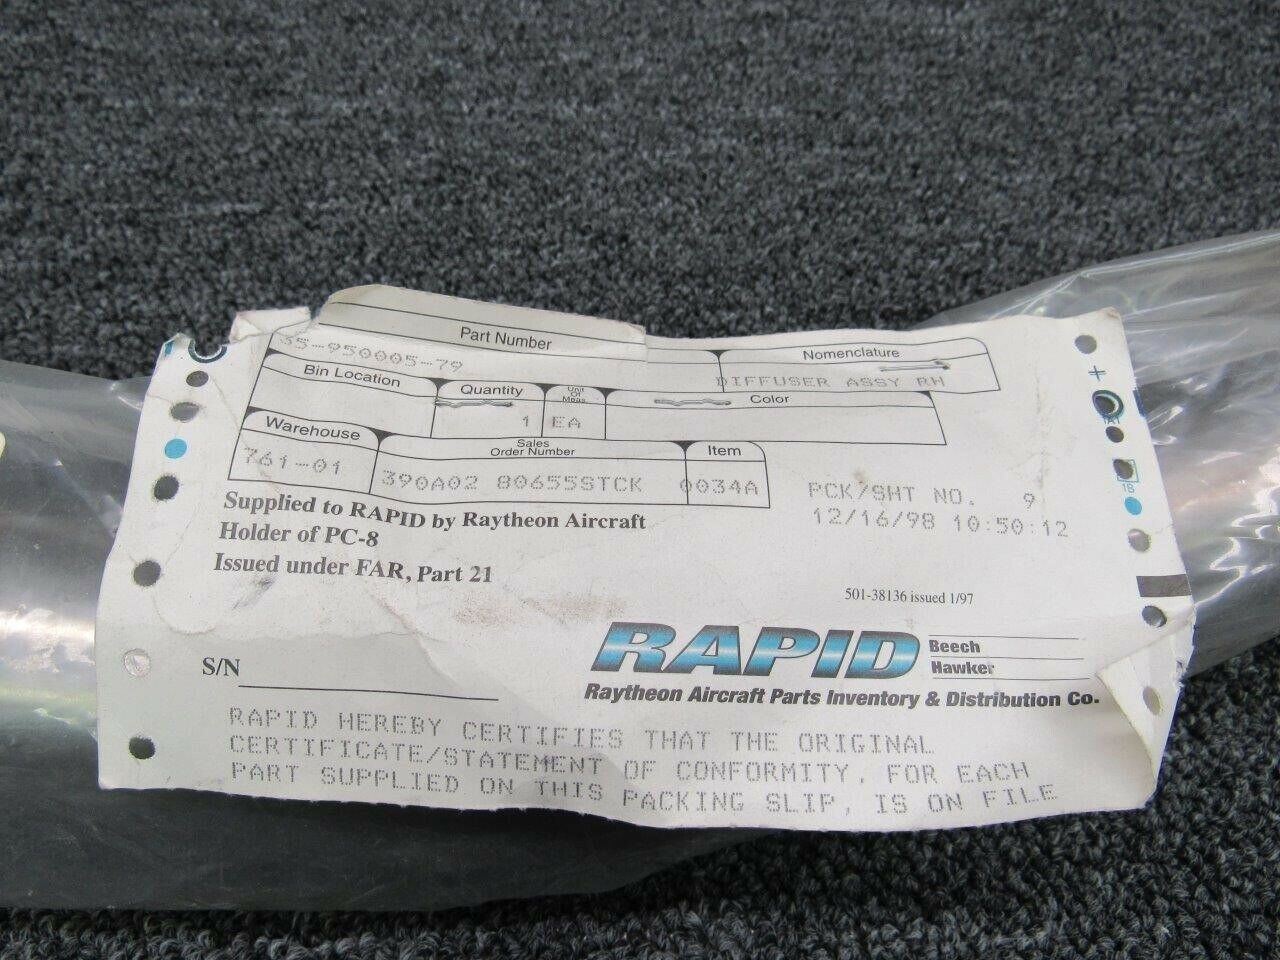 Part Number
35-950005-79
Nomenclature
DIFFUSER ASSY RH
Bin Location
Quantity
1
Unit Of Meas.
EA
Color
Warehouse
761-01
Sales Order Number
390A02 80655STCK
Item
0034A
PCK/SHT NO. 9
12/16/98 10:50:12
Supplied to RAPID by Raytheon Aircraft
Holder of PC-8
Issued under FAR, Part 21
501-38136 issued 1/97
S/N
RAPID
Beech
Hawker
Raytheon Aircraft Parts Inventory & Distribution Co.
RAPID HEREBY CERTIFIES THAT THE ORIGINAL
CERTIFICATE/STATEMENT OF CONFORMITY, FOR EACH
PART SUPPLIED ON THIS PACKING SLIP, IS ON FILE